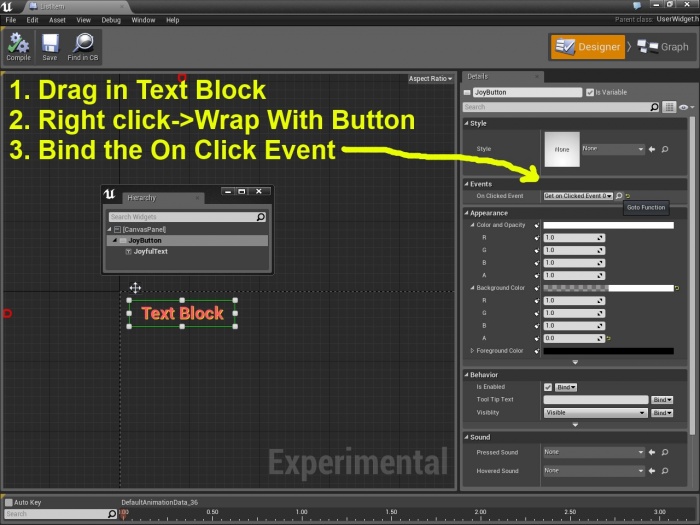 ListItem
File Edit Asset View Debug Window Help
Parent class: UserWidget.h
Compile Save Find in CB
Designer Graph
Aspect Ratio
1. Drag in Text Block
2. Right click->Wrap With Button
3. Bind the On Click Event
Hierarchy
Search Widgets
[CanvasPanel]
JoyButton
JoyfulText
Text Block
Experimental
Details
JoyButton Is Variable
Search
Style
Style None None
Events
On Clicked Event Get on Clicked Event 0
Goto Function
Appearance
Color and Opacity
R 1.0
G 1.0
B 1.0
A 1.0
Background Color
R 1.0
G 1.0
B 1.0
A 0.0
Foreground Color
Behavior
Is Enabled Bind
Tool Tip Text Bind
Visiblity Visible Bind
Sound
Pressed Sound None
Hovered Sound None
Auto Key DefaultAnimationData_36
Search 0.00 0.50 1.00 1.50 2.00 2.50 3.00